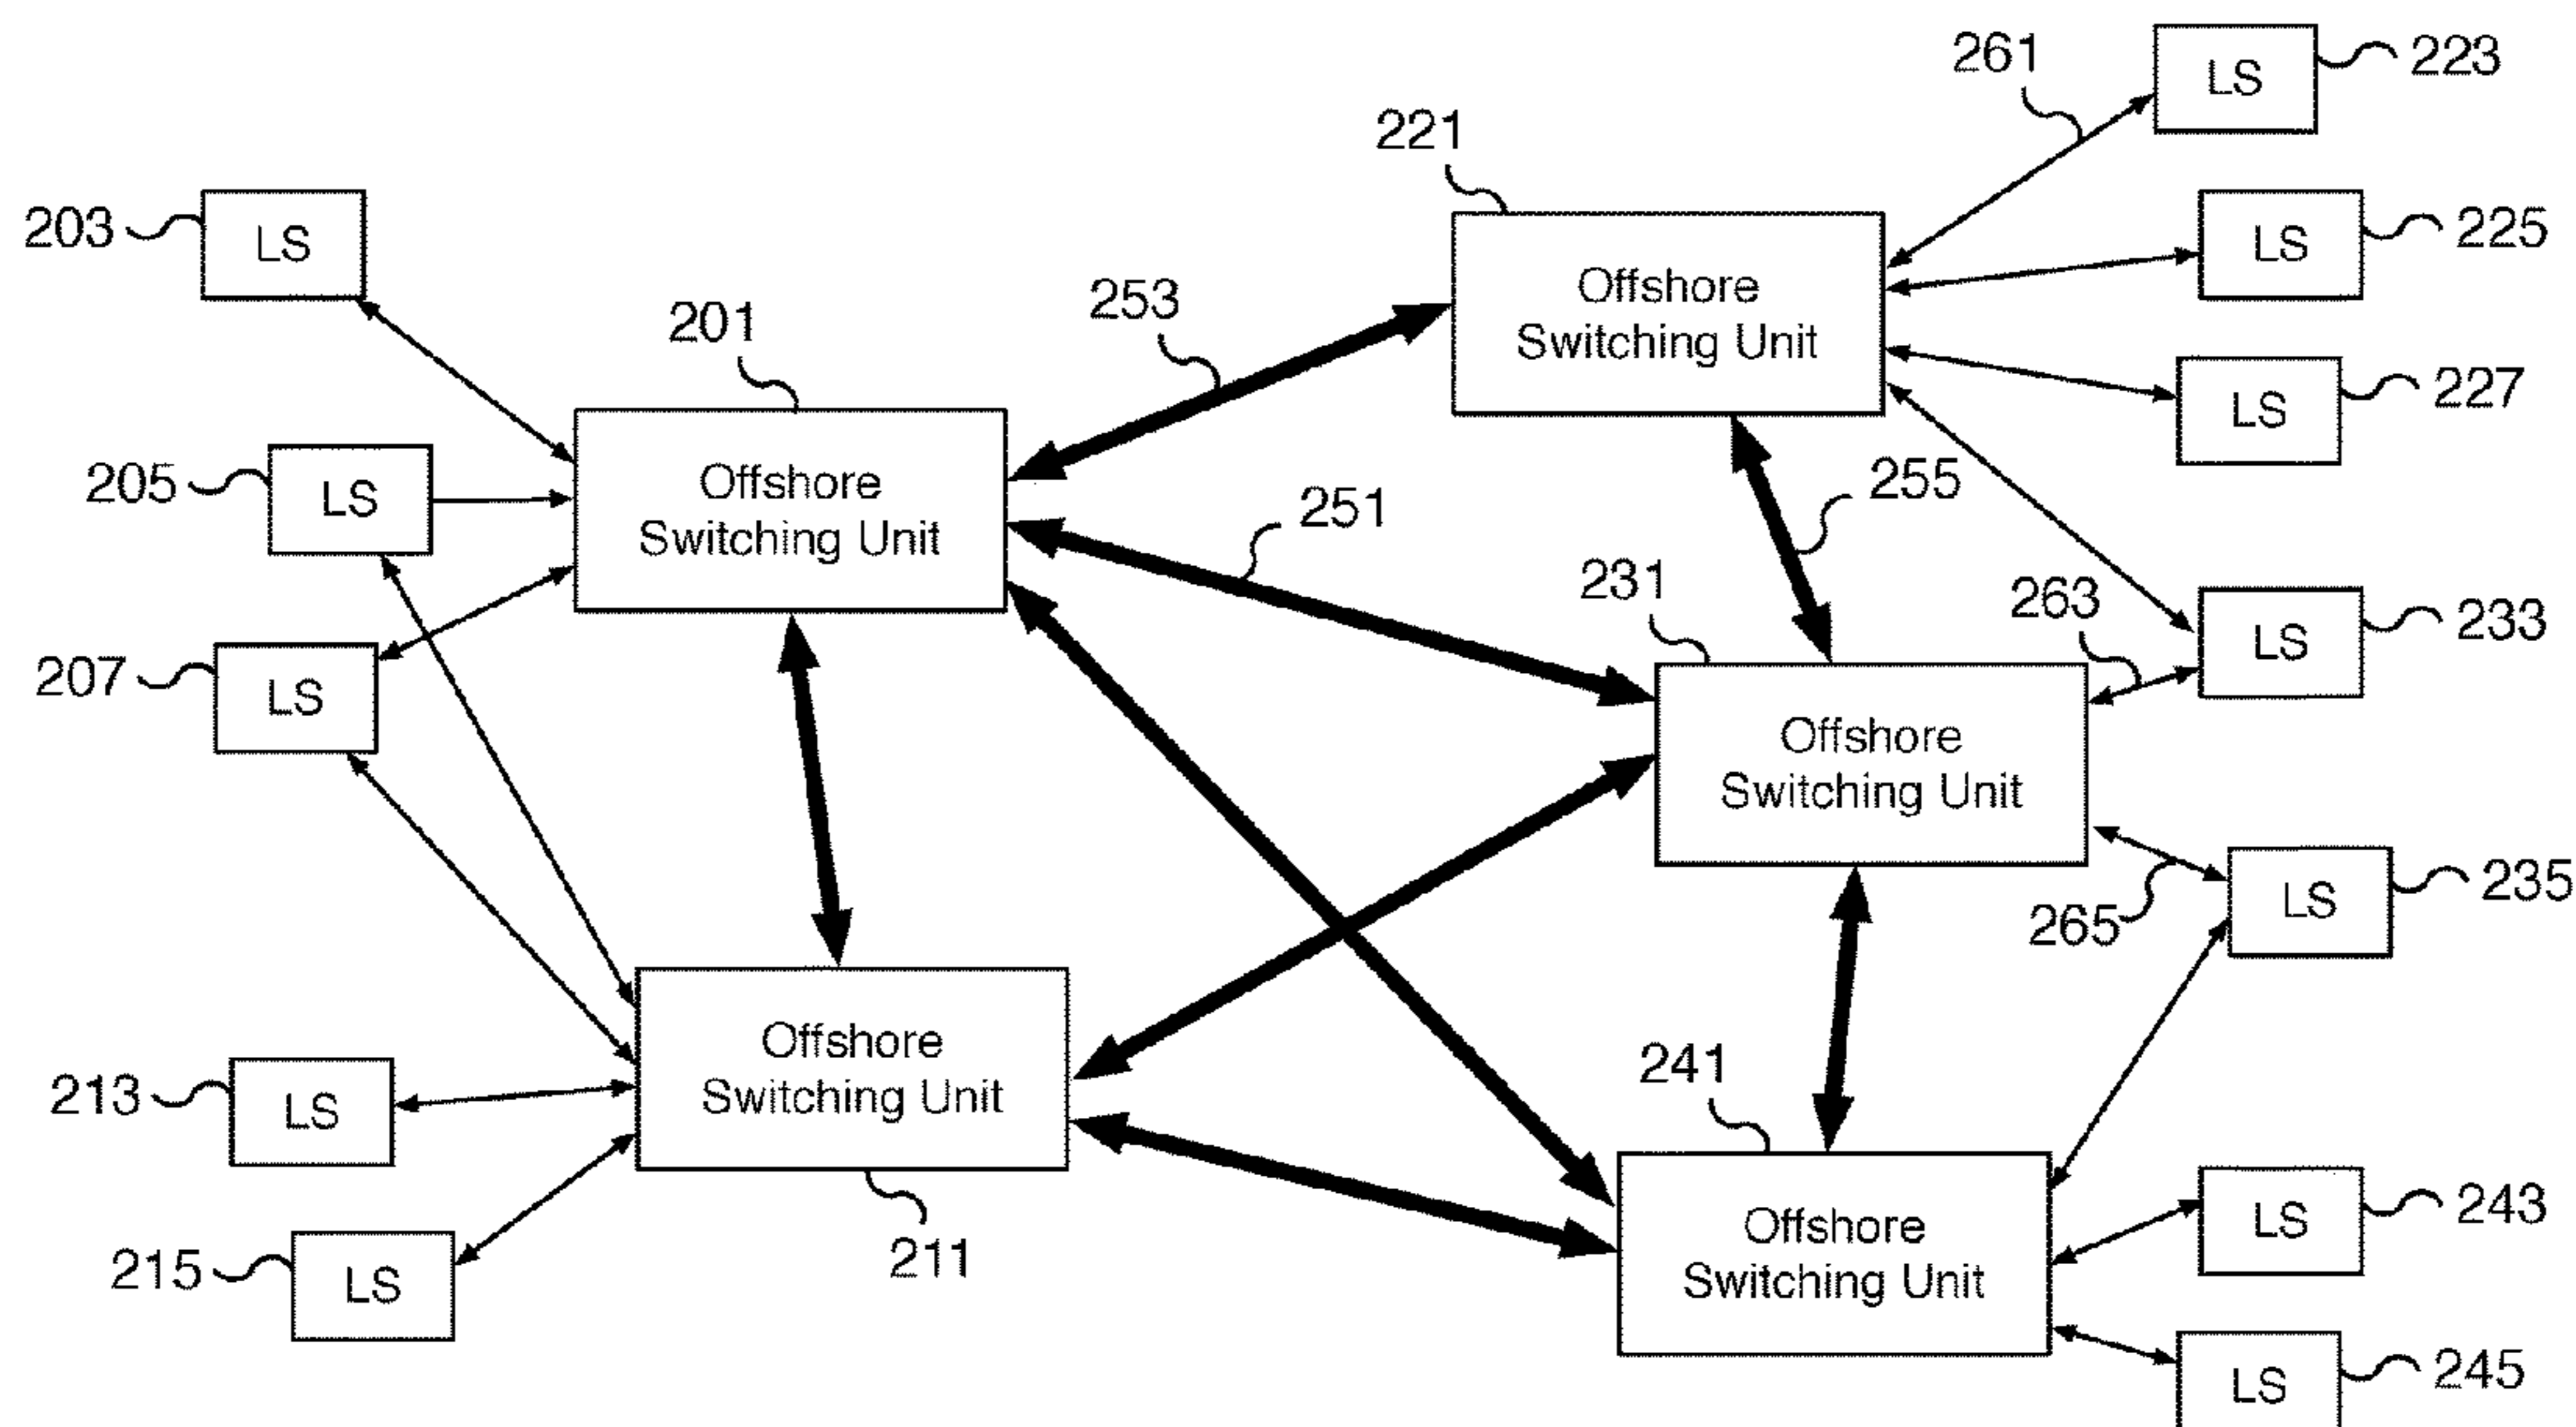 261
LS
223
221
203
LS
LS
225
253
Offshore
Switching Unit
201
LS
227
205
LS
Offshore
Switching Unit
251
255
231
263
LS
233
207
LS
Offshore
Switching Unit
LS
235
265
213
LS
Offshore
Switching Unit
241
211
Offshore
Switching Unit
LS
243
215
LS
LS
245